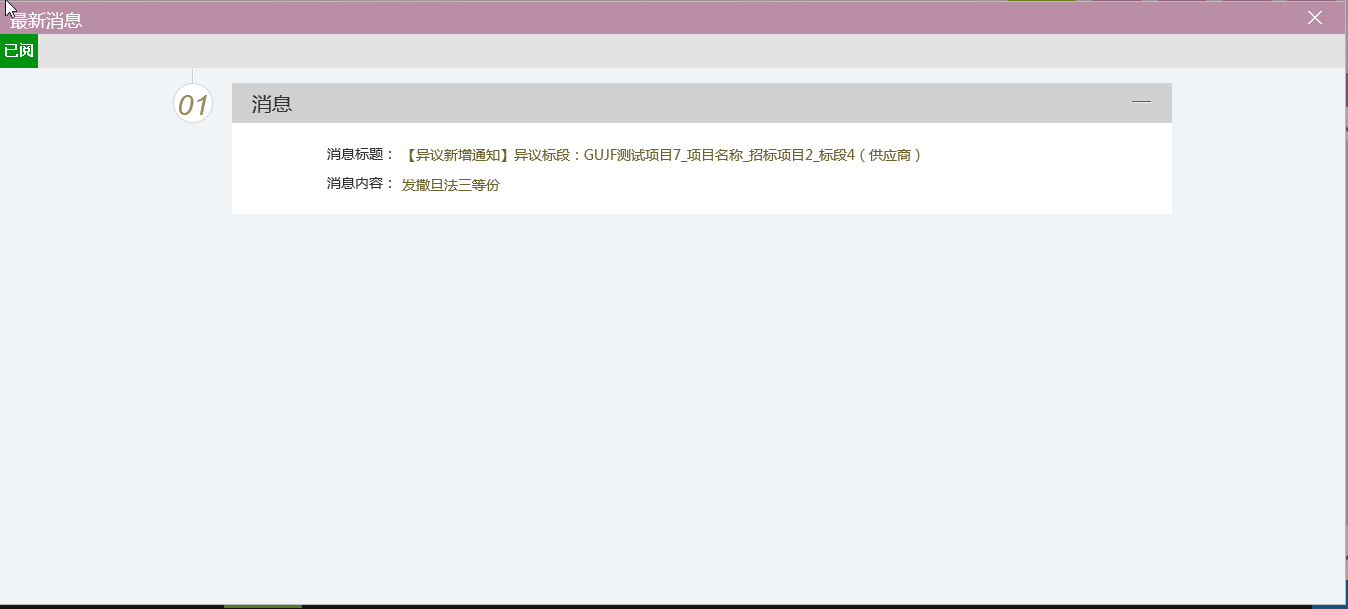 最新消息
已阅
01
消息
消息标题：
【异议新增通知】异议标段：GUJF测试项目7_项目名称_招标项目2_标段4（供应商）
消息内容：
发撒旦法三等份